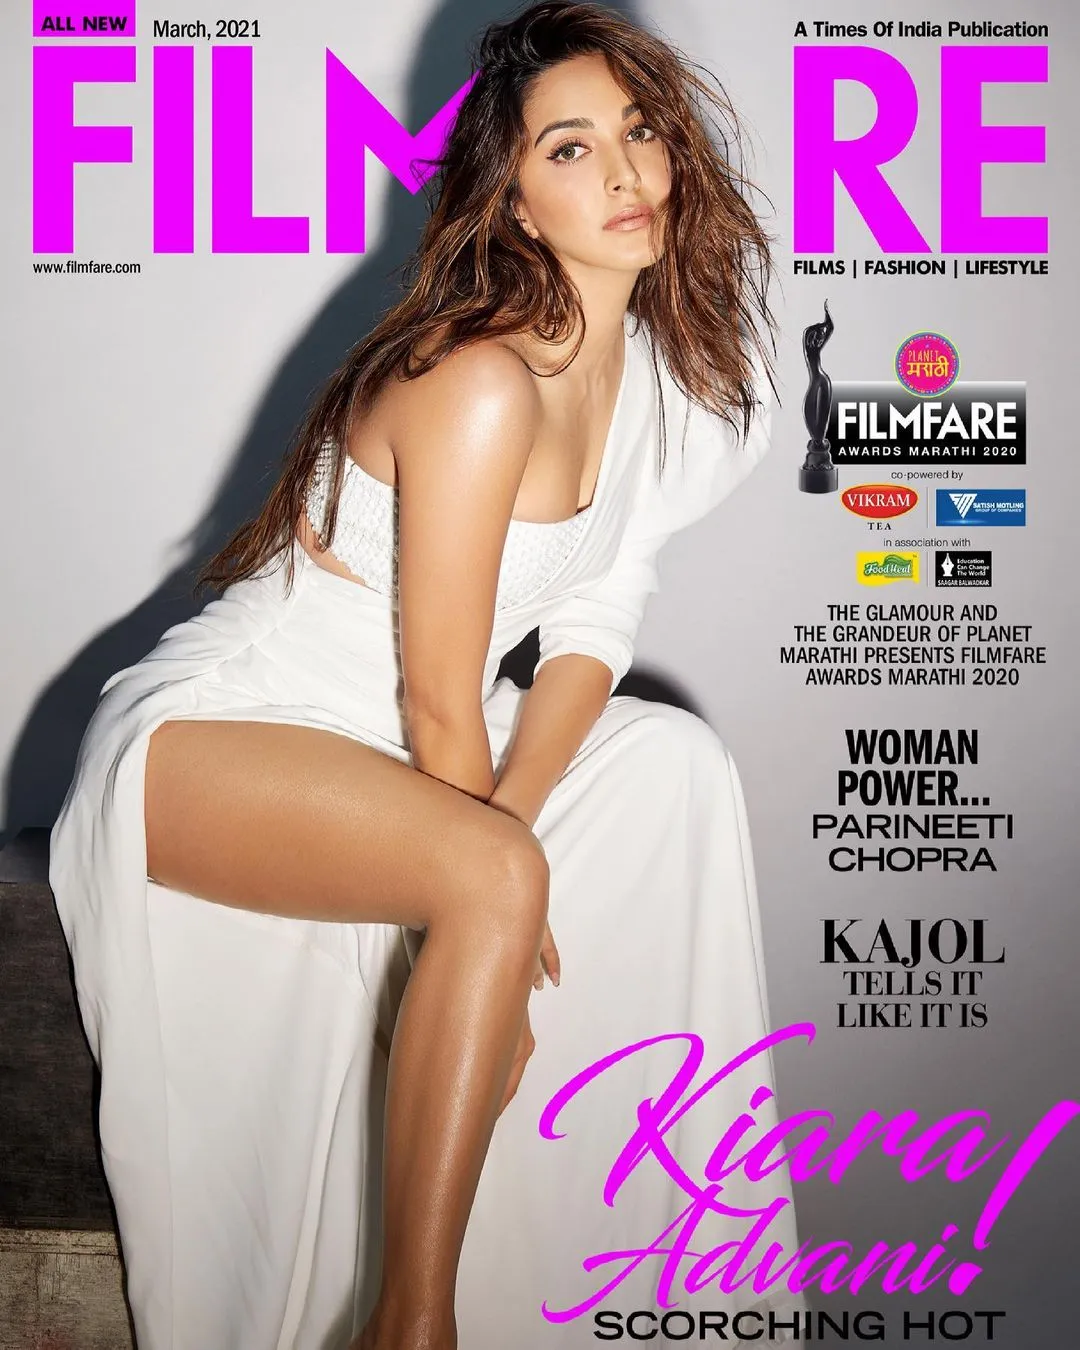 ALL NEW
March, 2021
A Times Of India Publication
FILMFARE
www.filmfare.com
FILMS | FASHION | LIFESTYLE
PLANET
मराठी
FILMFARE
AWARDS MARATHI 2020
co-powered by
VIKRAM
TEA
SATISH MOTLING
GROUP OF COMPANIES
in association with
Food Heal
Education
Can Change
The World
SAAGAR BALWADKAR
THE GLAMOUR AND
THE GRANDEUR OF PLANET
MARATHI PRESENTS FILMFARE
AWARDS MARATHI 2020
WOMAN
POWER...
PARINEETI
CHOPRA
KAJOL
TELLS IT
LIKE IT IS
Kiara
Advani!
SCORCHING HOT